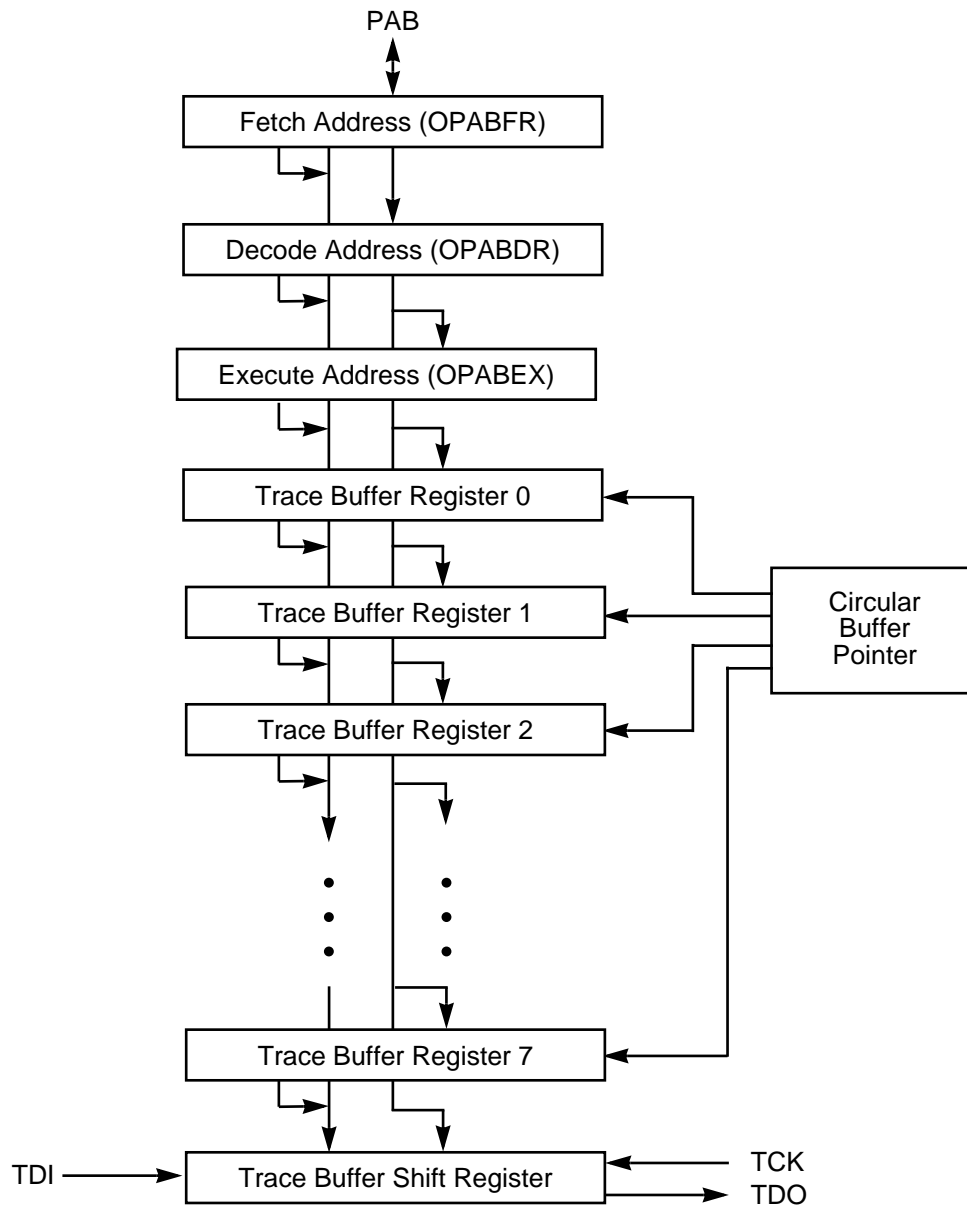 PAB
Fetch Address (OPABFR)
Decode Address (OPABDR)
Execute Address (OPABEX)
Trace Buffer Register 0
Trace Buffer Register 1
Circular
Buffer
Pointer
Trace Buffer Register 2
Trace Buffer Register 7
TDI
Trace Buffer Shift Register
TCK
TDO